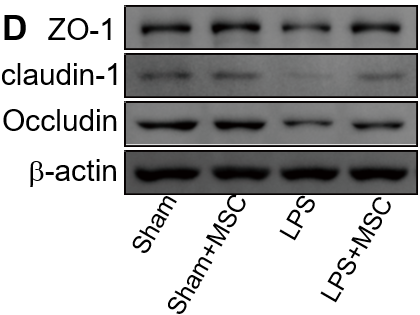 D ZO-1
claudin-1
Occludin
β-actin
Sham
Sham+MSC
LPS
LPS+MSC